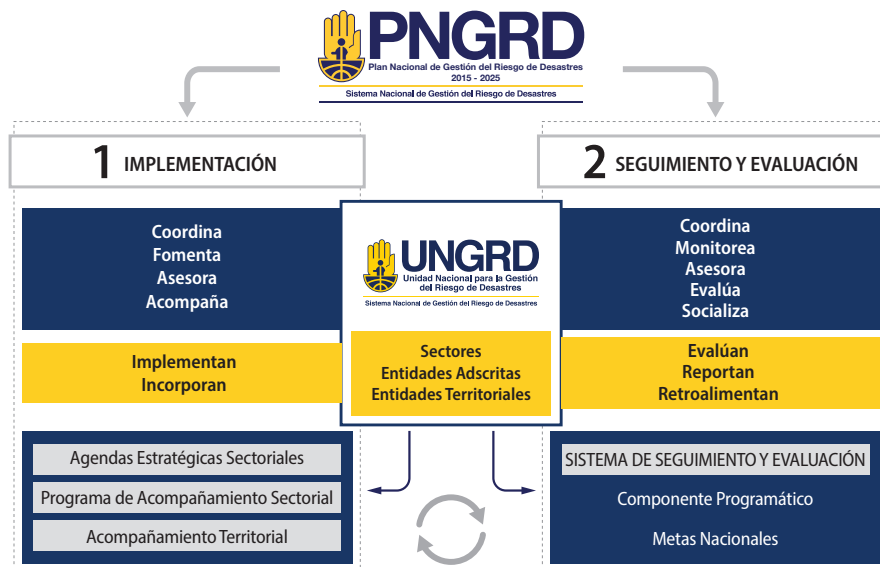 PNGRD
Plan Nacional de Gestión del Riesgo de Desastres
2015 - 2025
Sistema Nacional de Gestión del Riesgo de Desastres
1 IMPLEMENTACIÓN
2 SEGUIMIENTO Y EVALUACIÓN
Coordina
Fomenta
Asesora
Acompaña
UNGRD
Unidad Nacional para la Gestión
del Riesgo de Desastres
Sistema Nacional de Gestión del Riesgo de Desastres
Coordina
Monitorea
Asesora
Evalúa
Socializa
Implementan
Incorporan
Sectores
Entidades Adscritas
Entidades Territoriales
Evalúan
Reportan
Retroalimentan
Agendas Estratégicas Sectoriales
Programa de Acompañamiento Sectorial
Acompañamiento Territorial
SISTEMA DE SEGUIMIENTO Y EVALUACIÓN
Componente Programático
Metas Nacionales